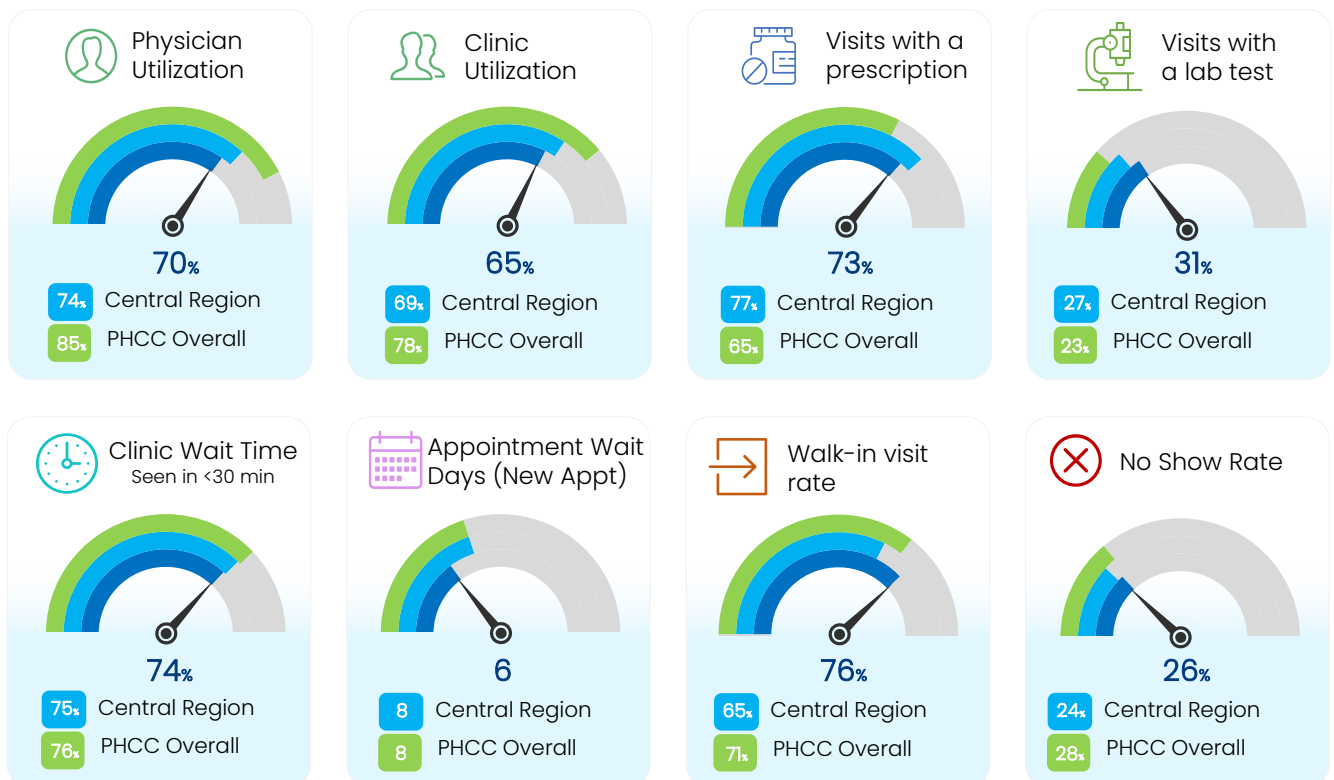 Physician
Utilization
70%
74% Central Region
85% PHCC Overall
Clinic
Utilization
65%
69% Central Region
78% PHCC Overall
Visits with a
prescription
73%
77% Central Region
65% PHCC Overall
Visits with
a lab test
31%
27% Central Region
23% PHCC Overall
Clinic Wait Time
Seen in <30 min
74%
75% Central Region
76% PHCC Overall
Appointment Wait
Days (New Appt)
6
8 Central Region
8 PHCC Overall
Walk-in visit
rate
76%
65% Central Region
71% PHCC Overall
No Show Rate
26%
24% Central Region
28% PHCC Overall